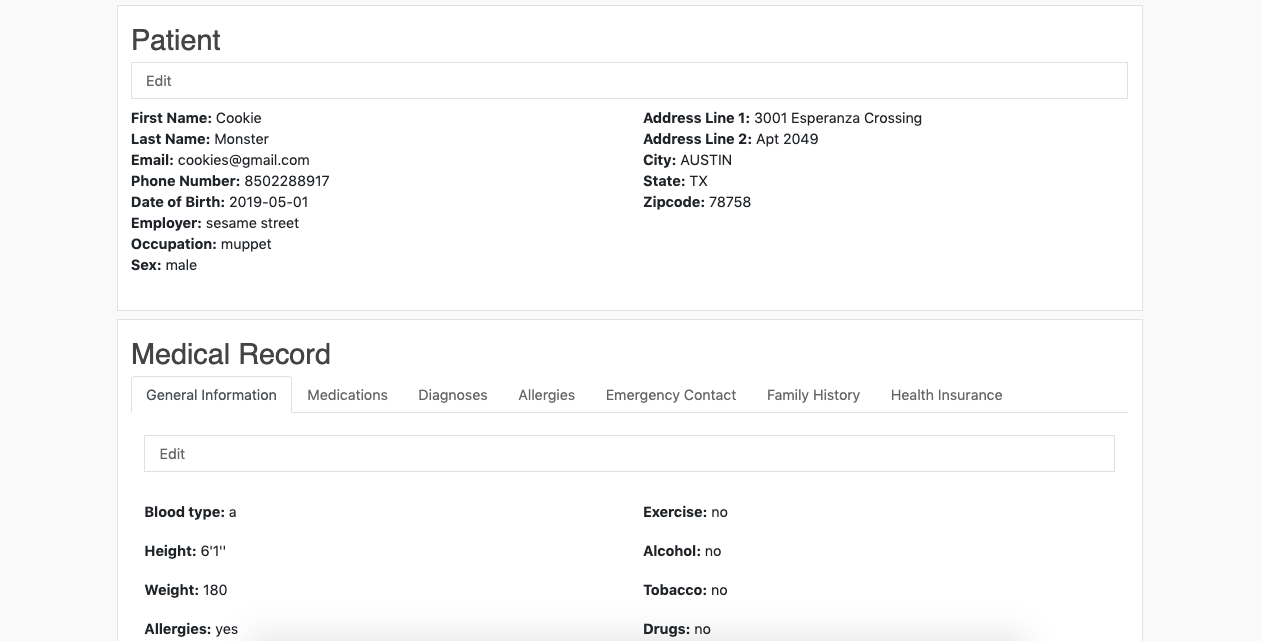 Patient
Edit
First Name: Cookie
Last Name: Monster
Email: cookies@gmail.com
Phone Number: 8502288917
Date of Birth: 2019-05-01
Employer: sesame street
Occupation: muppet
Sex: male
Address Line 1: 3001 Esperanza Crossing
Address Line 2: Apt 2049
City: AUSTIN
State: TX
Zipcode: 78758
Medical Record
General Information Medications Diagnoses Allergies Emergency Contact Family History Health Insurance
Edit
Blood type: a
Height: 6'1''
Weight: 180
Allergies: yes
Exercise: no
Alcohol: no
Tobacco: no
Drugs: no